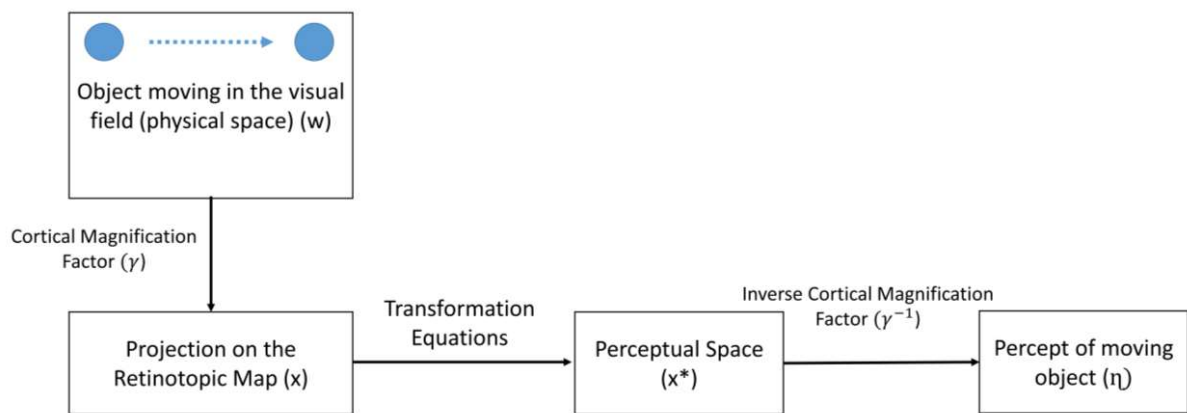 Object moving in the visual
field (physical space) (w)
Cortical Magnification
Factor (γ)
Projection on the
Retinotopic Map (x)
Transformation
Equations
Perceptual Space
(x*)
Inverse Cortical Magnification
Factor (γ⁻¹)
Percept of moving
object (η)